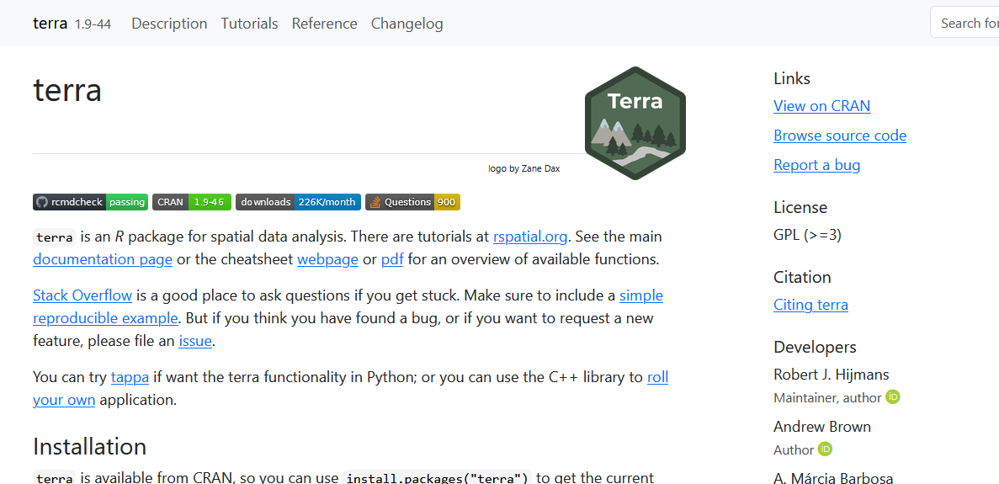 terra 1.9-44 Description Tutorials Reference Changelog Search for
terra
Terra
logo by Zane Dax
rcmdcheck passing CRAN 1.9-46 downloads 226K/month Questions 900
terra is an R package for spatial data analysis. There are tutorials at rspatial.org. See the main
documentation page or the cheatsheet webpage or pdf for an overview of available functions.
Stack Overflow is a good place to ask questions if you get stuck. Make sure to include a simple
reproducible example. But if you think you have found a bug, or if you want to request a new
feature, please file an issue.
You can try tappa if want the terra functionality in Python; or you can use the C++ library to roll
your own application.
Installation
terra is available from CRAN, so you can use install.packages("terra") to get the current
Links
View on CRAN
Browse source code
Report a bug
License
GPL (>=3)
Citation
Citing terra
Developers
Robert J. Hijmans
Maintainer, author iD
Andrew Brown
Author iD
A. Márcia Barbosa